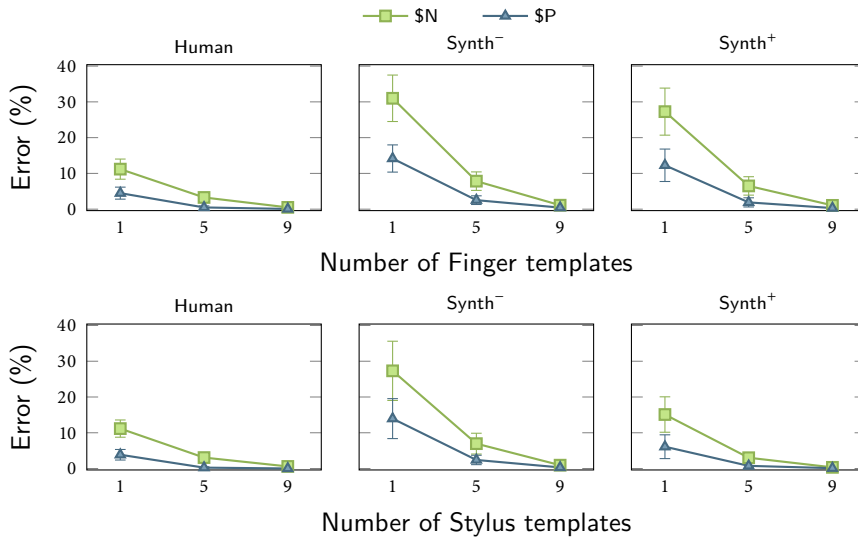 $N $P
Human Synth⁻ Synth⁺
Error (%)
40
30
20
10
0
1 5 9 1 5 9 1 5 9
Number of Finger templates
Human Synth⁻ Synth⁺
Error (%)
40
30
20
10
0
1 5 9 1 5 9 1 5 9
Number of Stylus templates